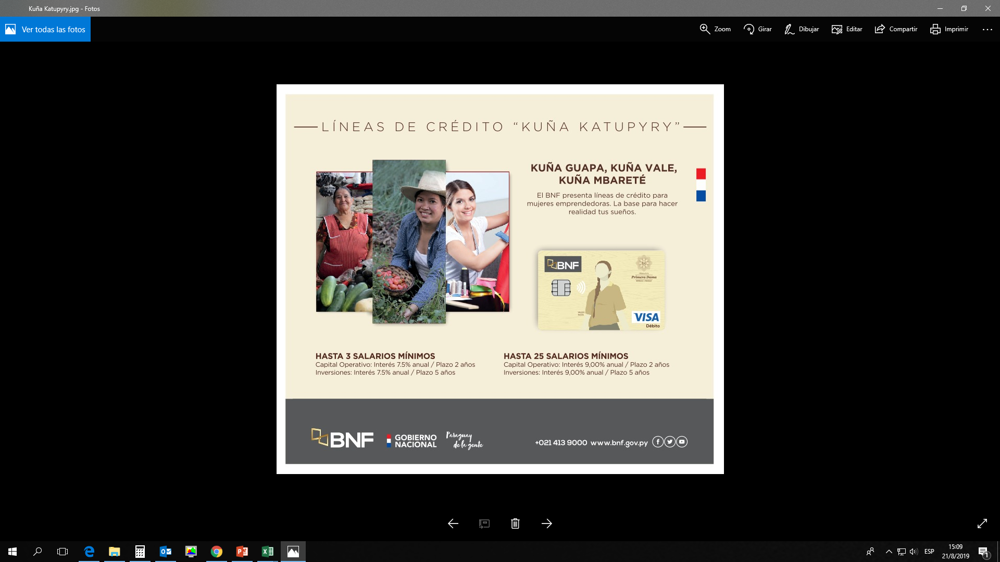 Kuña Katupyry.jpg - Fotos
Ver todas las fotos
Zoom
Girar
Dibujar
Editar
Compartir
Imprimir
LÍNEAS DE CRÉDITO “KUÑA KATUPYRY”
KUÑA GUAPA, KUÑA VALE,
KUÑA MBARETÉ
El BNF presenta líneas de crédito para
mujeres emprendedoras. La base para hacer
realidad tus sueños.
BNF
Primera Dama
VALIDO
HASTA
VISA
Débito
HASTA 3 SALARIOS MÍNIMOS
Capital Operativo: Interés 7.5% anual / Plazo 2 años
Inversiones: Interés 7.5% anual / Plazo 5 años
HASTA 25 SALARIOS MÍNIMOS
Capital Operativo: Interés 9,00% anual / Plazo 2 años
Inversiones: Interés 9,00% anual / Plazo 5 años
BNF
GOBIERNO
NACIONAL
Paraguay
de la gente
+021 413 9000 www.bnf.gov.py
ESP
15:09
21/8/2019
1